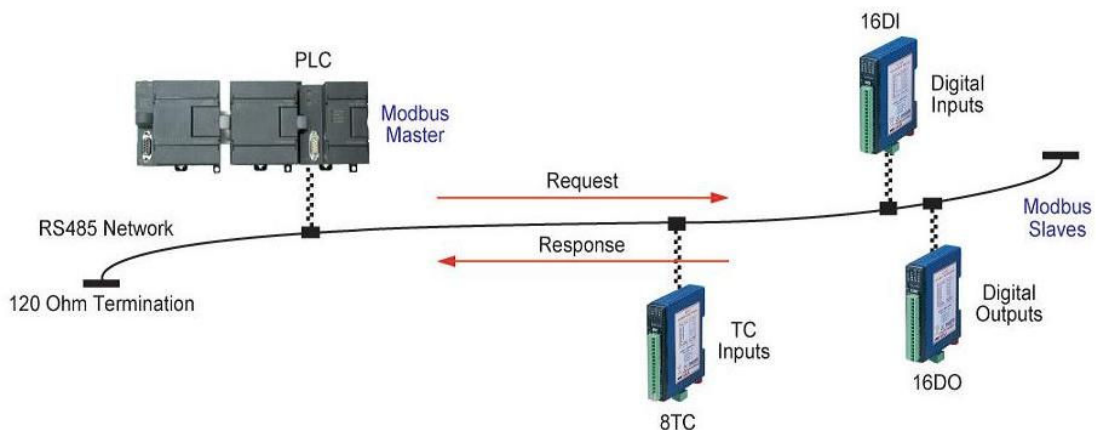 16DI
PLC
Digital
Inputs
Modbus
Master
Request
RS485 Network
Modbus
Slaves
Response
120 Ohm Termination
TC
Inputs
Digital
Outputs
16DO
8TC